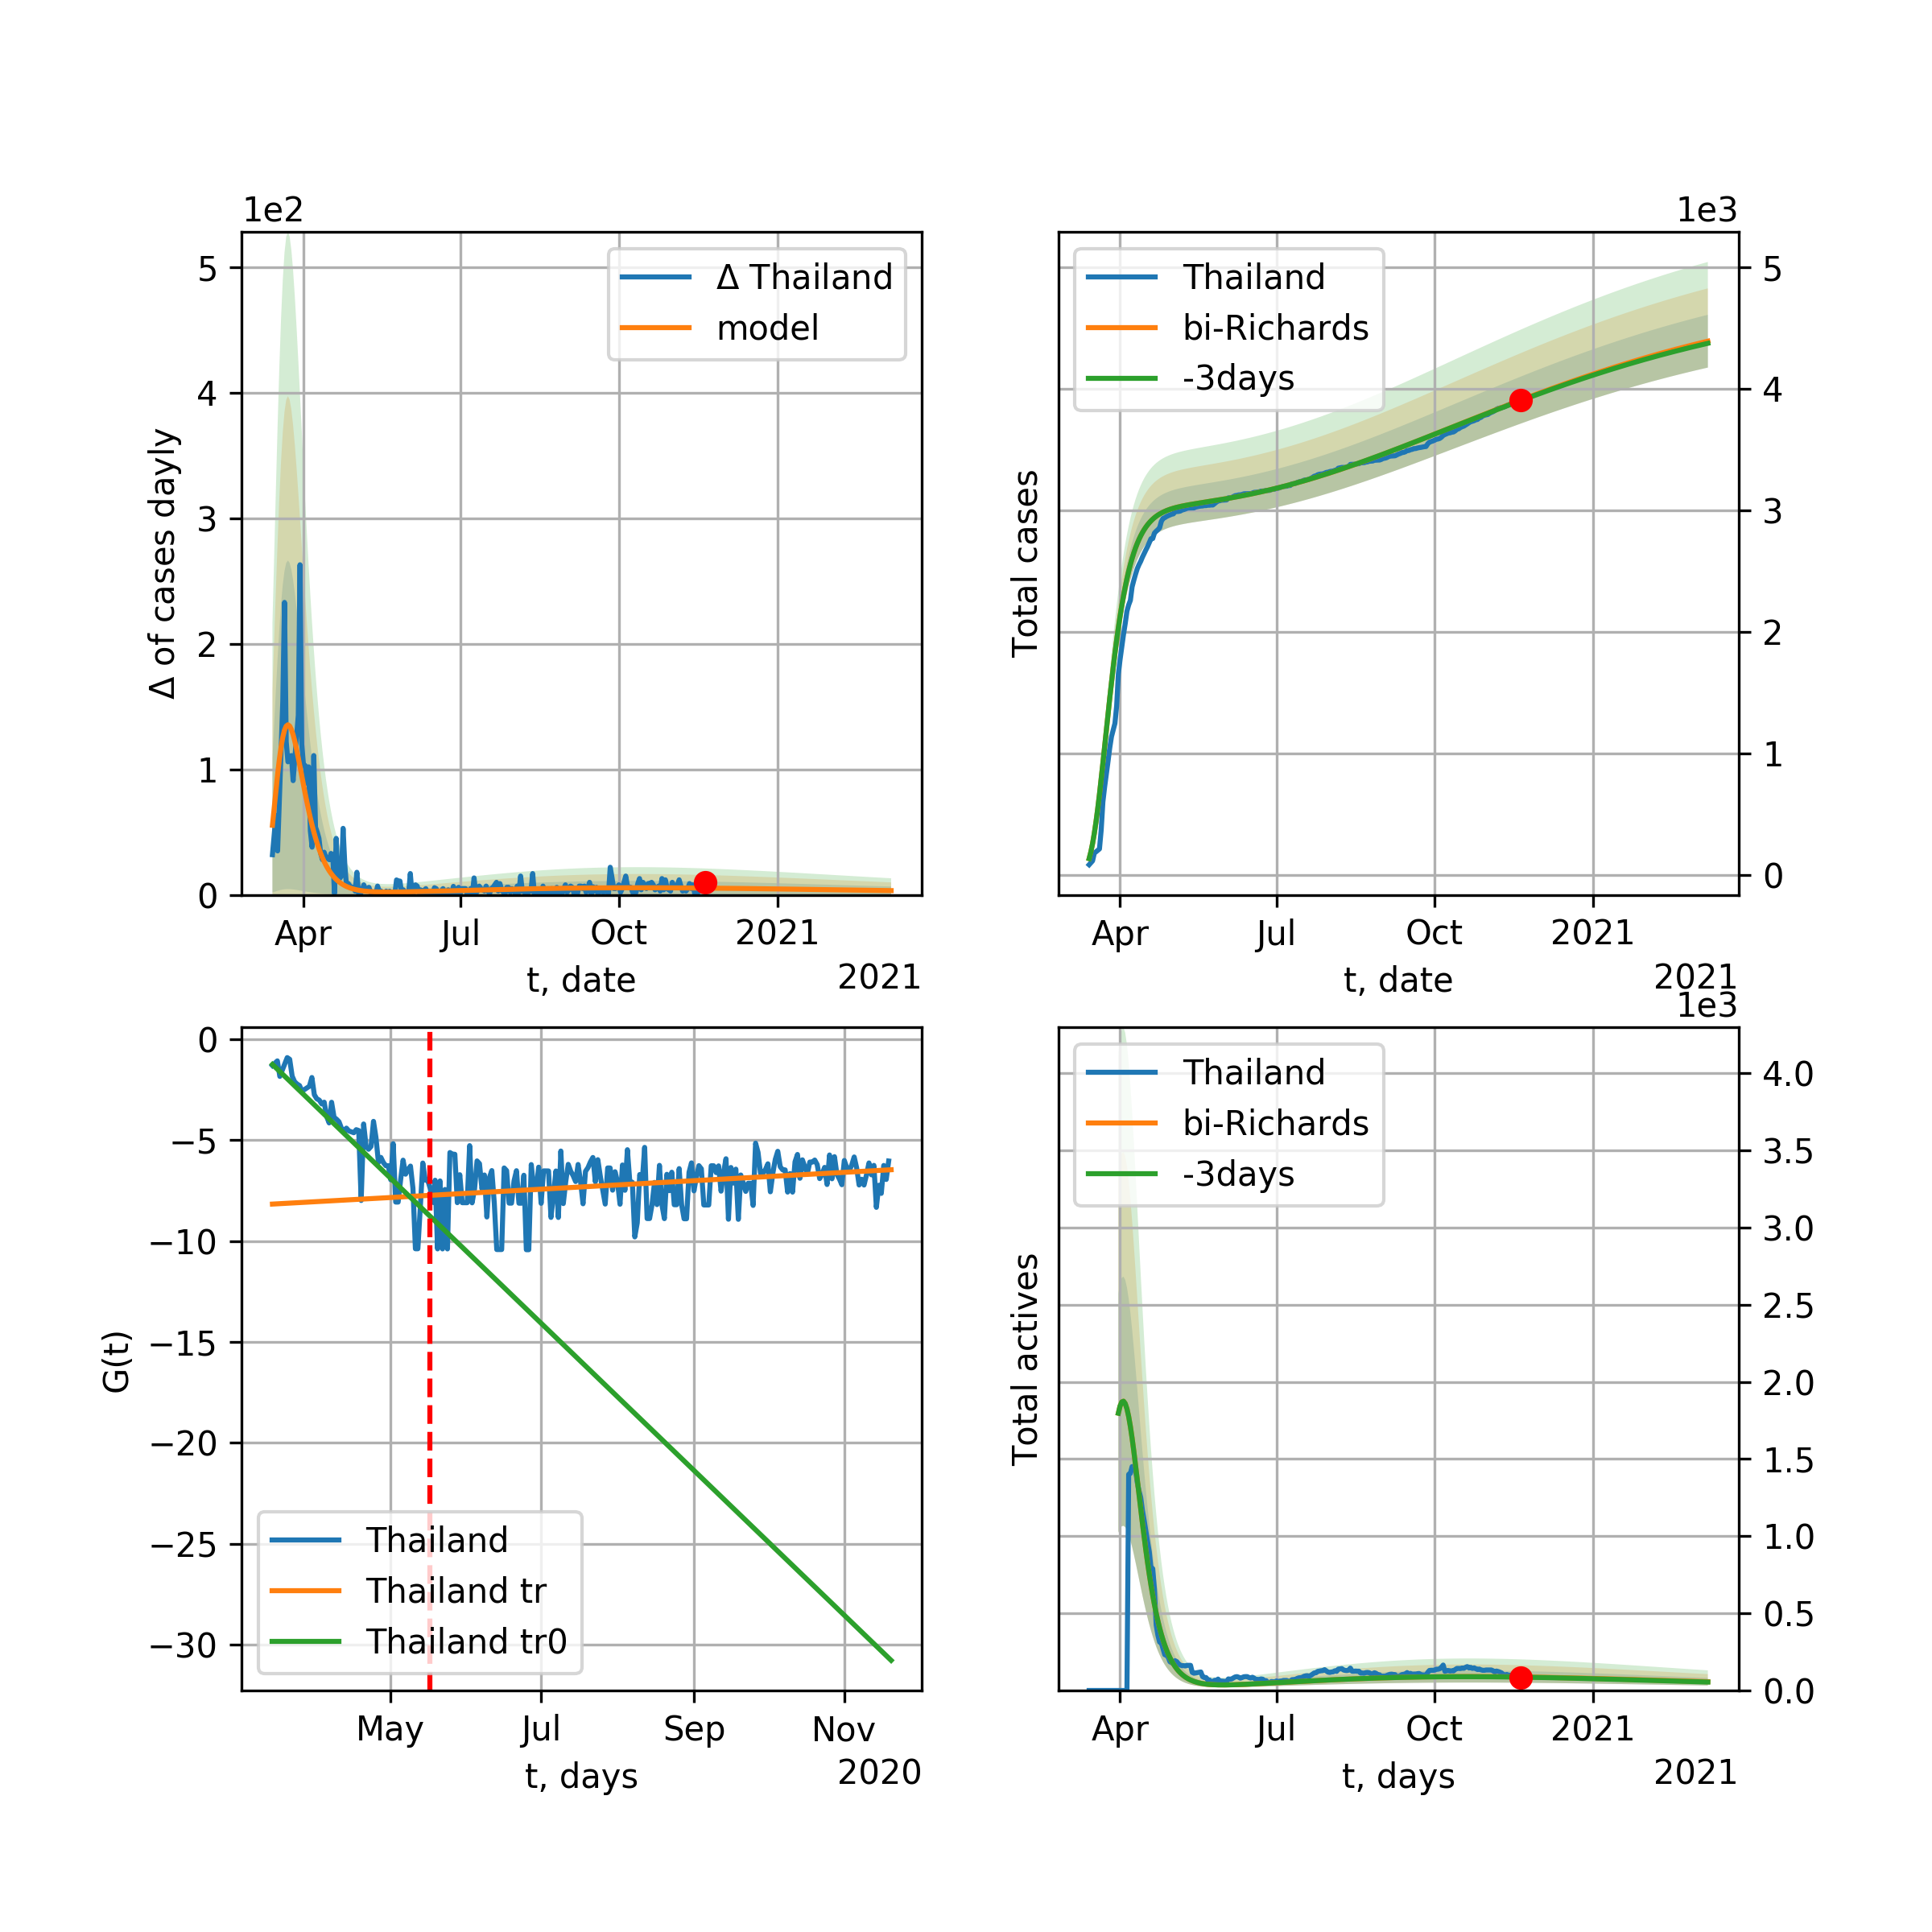 1e2
5
4
3
2
1
0
Δ of cases dayly
Δ Thailand
model
Apr
Jul
Oct
2021
t, date
2021
1e3
Thailand
bi-Richards
-3days
Total cases
5
4
3
2
1
0
Apr
Jul
Oct
2021
t, date
2021
0
−5
−10
−15
−20
−25
−30
G(t)
Thailand
Thailand tr
Thailand tr0
May
Jul
Sep
Nov
t, days
2020
1e3
Thailand
bi-Richards
-3days
Total actives
4.0
3.5
3.0
2.5
2.0
1.5
1.0
0.5
0.0
Apr
Jul
Oct
2021
t, days
2021